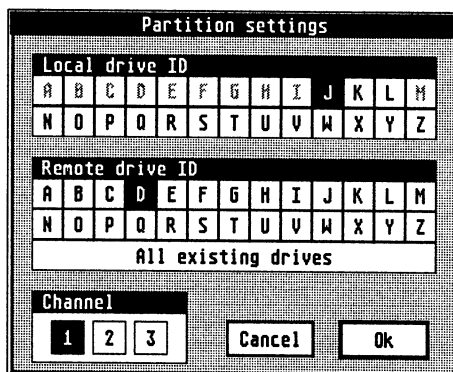 Partition settings
Local drive ID
A B C D E F G H I J K L M
N O P Q R S T U V W X Y Z
Remote drive ID
A B C D E F G H I J K L M
N O P Q R S T U V W X Y Z
All existing drives
Channel
1 2 3
Cancel Ok